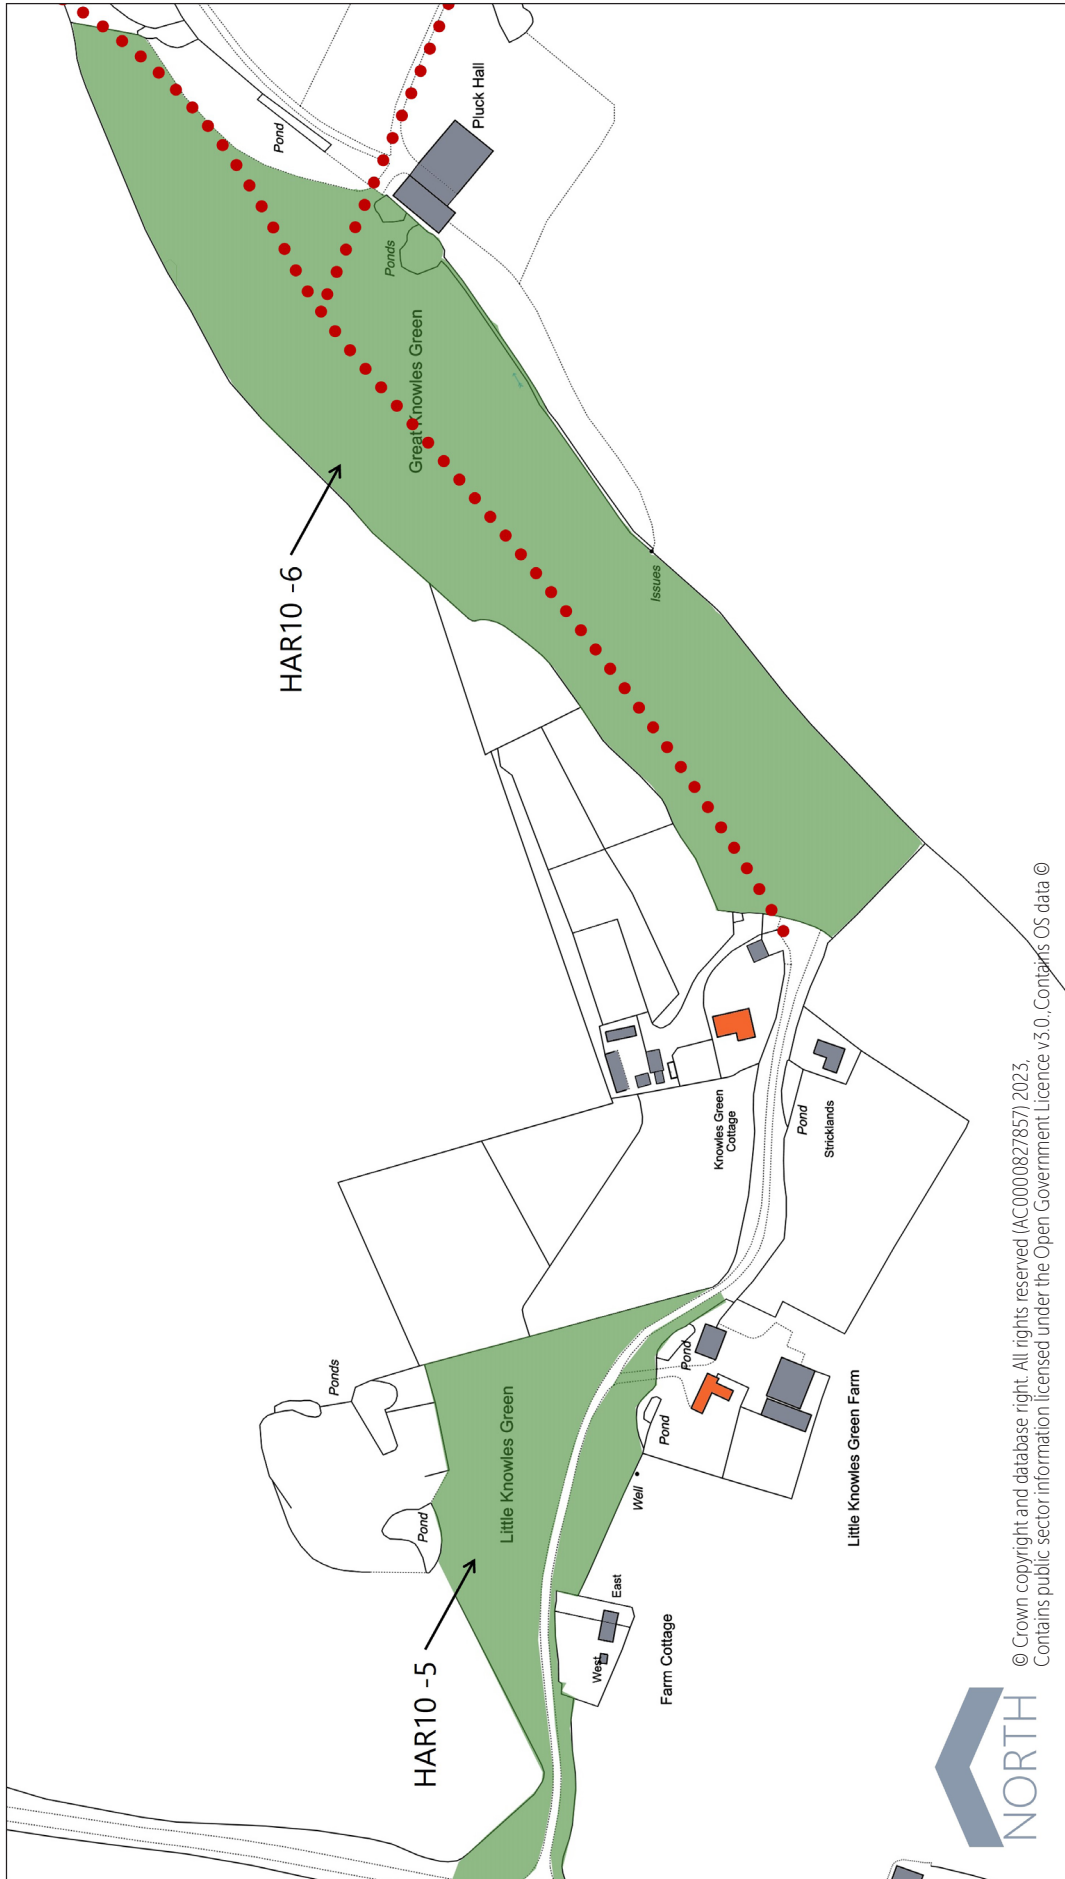 Pond
Pluck Hall
Ponds
Great Knowles Green
HAR10 -6
Issues
Knowles Green
Cottage
Pond
Stricklands
Ponds
Little Knowles Green
Pond
Pond
Pond
Well
Little Knowles Green Farm
HAR10 -5
East
West
Farm Cottage
NORTH
© Crown copyright and database right. All rights reserved (AC0000827857) 2023,
Contains public sector information licensed under the Open Government Licence v3.0., Contains OS data ©